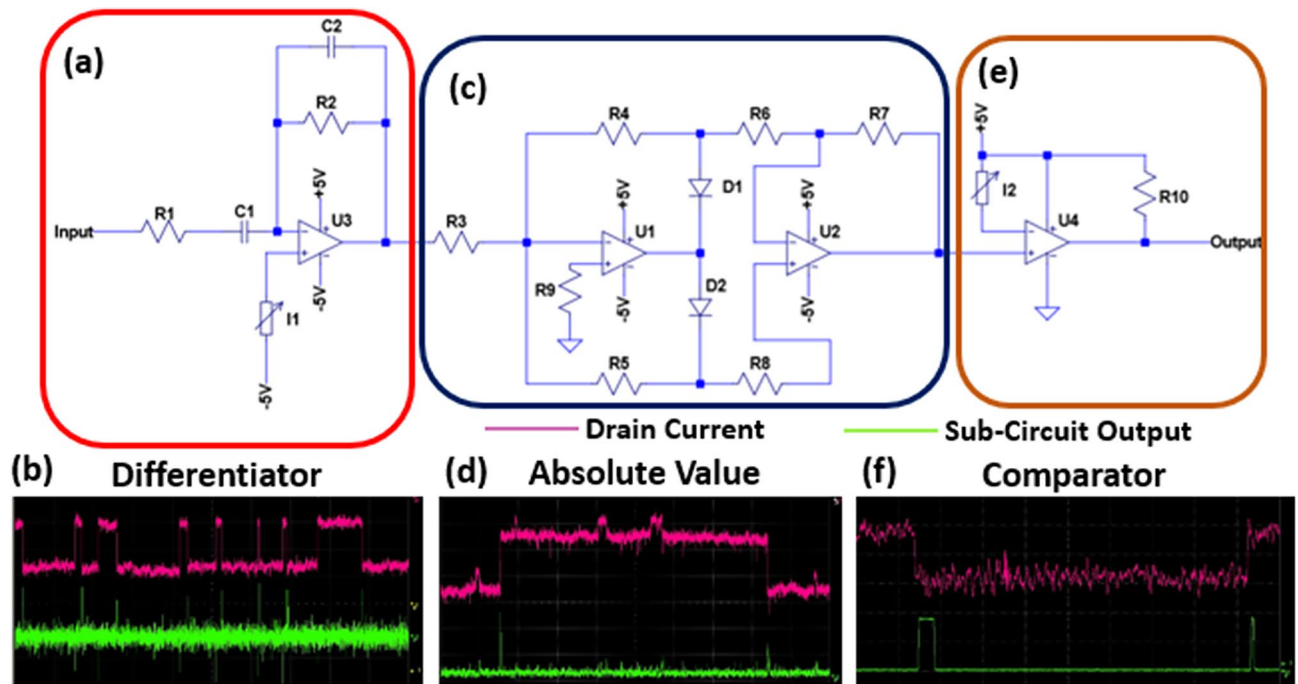 (a)
C2
R2
+5V
U3
R1
C1
Input
I1
-5V
-5V
(c)
R4
R6
R7
+5V
D1
+5V
R3
U1
U2
R9
-5V
D2
-5V
R5
R8
(e)
+5V
I2
R10
U4
Output
Drain Current
Sub-Circuit Output
(b) Differentiator
(d) Absolute Value
(f) Comparator